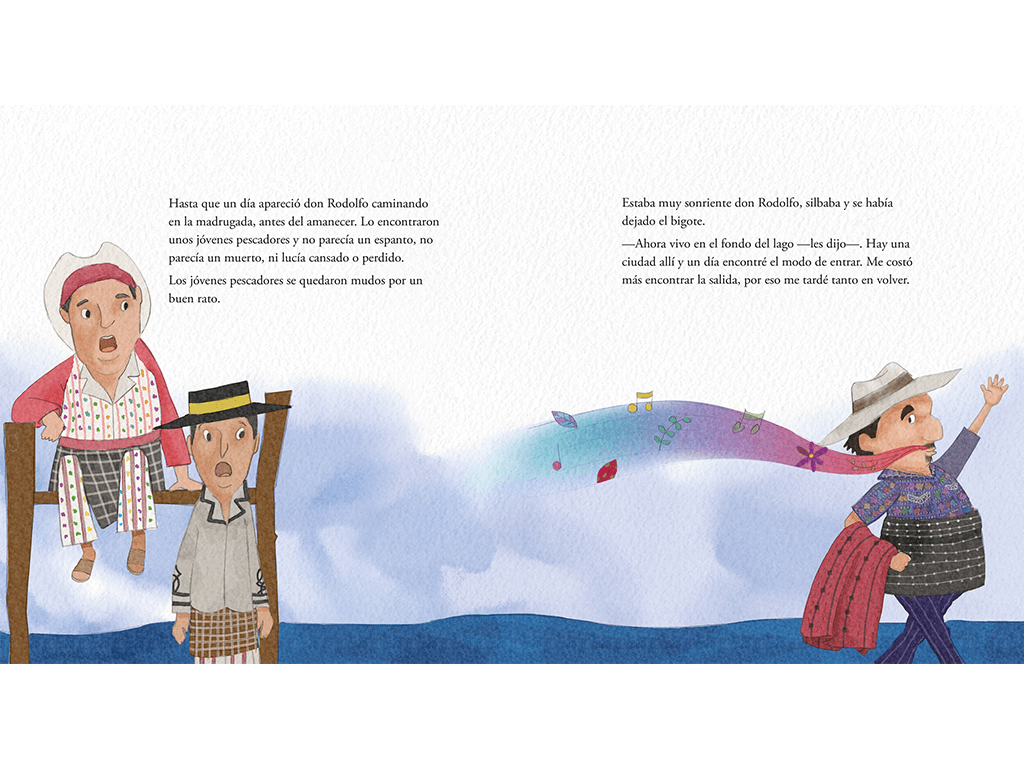 Hasta que un día apareció don Rodolfo caminando
en la madrugada, antes del amanecer. Lo encontraron
unos jóvenes pescadores y no parecía un espanto, no
parecía un muerto, ni lucía cansado o perdido.
Los jóvenes pescadores se quedaron mudos por un
buen rato.
Estaba muy sonriente don Rodolfo, silbaba y se había
dejado el bigote.
—Ahora vivo en el fondo del lago —les dijo—. Hay una
ciudad allí y un día encontré el modo de entrar. Me costó
más encontrar la salida, por eso me tardé tanto en volver.